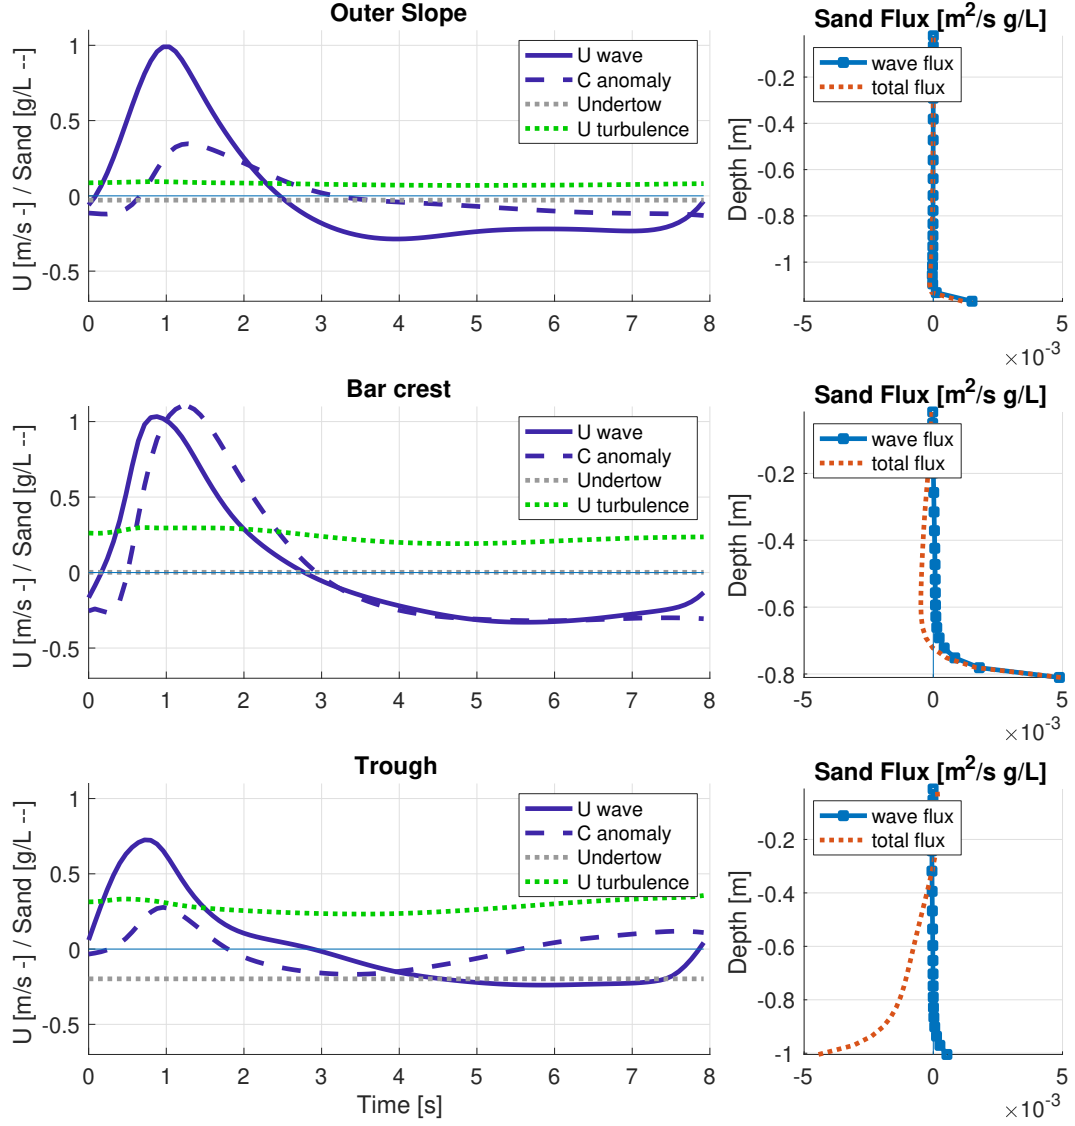 Outer Slope
U [m/s -] / Sand [g/L --]
1
0.5
0
-0.5
0 1 2 3 4 5 6 7 8
U wave
C anomaly
Undertow
U turbulence
Sand Flux [m²/s g/L]
Depth [m]
-0.2
-0.4
-0.6
-0.8
-1
-5 0 5
×10⁻³
wave flux
total flux
Bar crest
U [m/s -] / Sand [g/L --]
1
0.5
0
-0.5
0 1 2 3 4 5 6 7 8
U wave
C anomaly
Undertow
U turbulence
Sand Flux [m²/s g/L]
Depth [m]
-0.2
-0.4
-0.6
-0.8
-5 0 5
×10⁻³
wave flux
total flux
Trough
U [m/s -] / Sand [g/L --]
1
0.5
0
-0.5
0 1 2 3 4 5 6 7 8
Time [s]
U wave
C anomaly
Undertow
U turbulence
Sand Flux [m²/s g/L]
Depth [m]
-0.2
-0.4
-0.6
-0.8
-1
-5 0 5
×10⁻³
wave flux
total flux